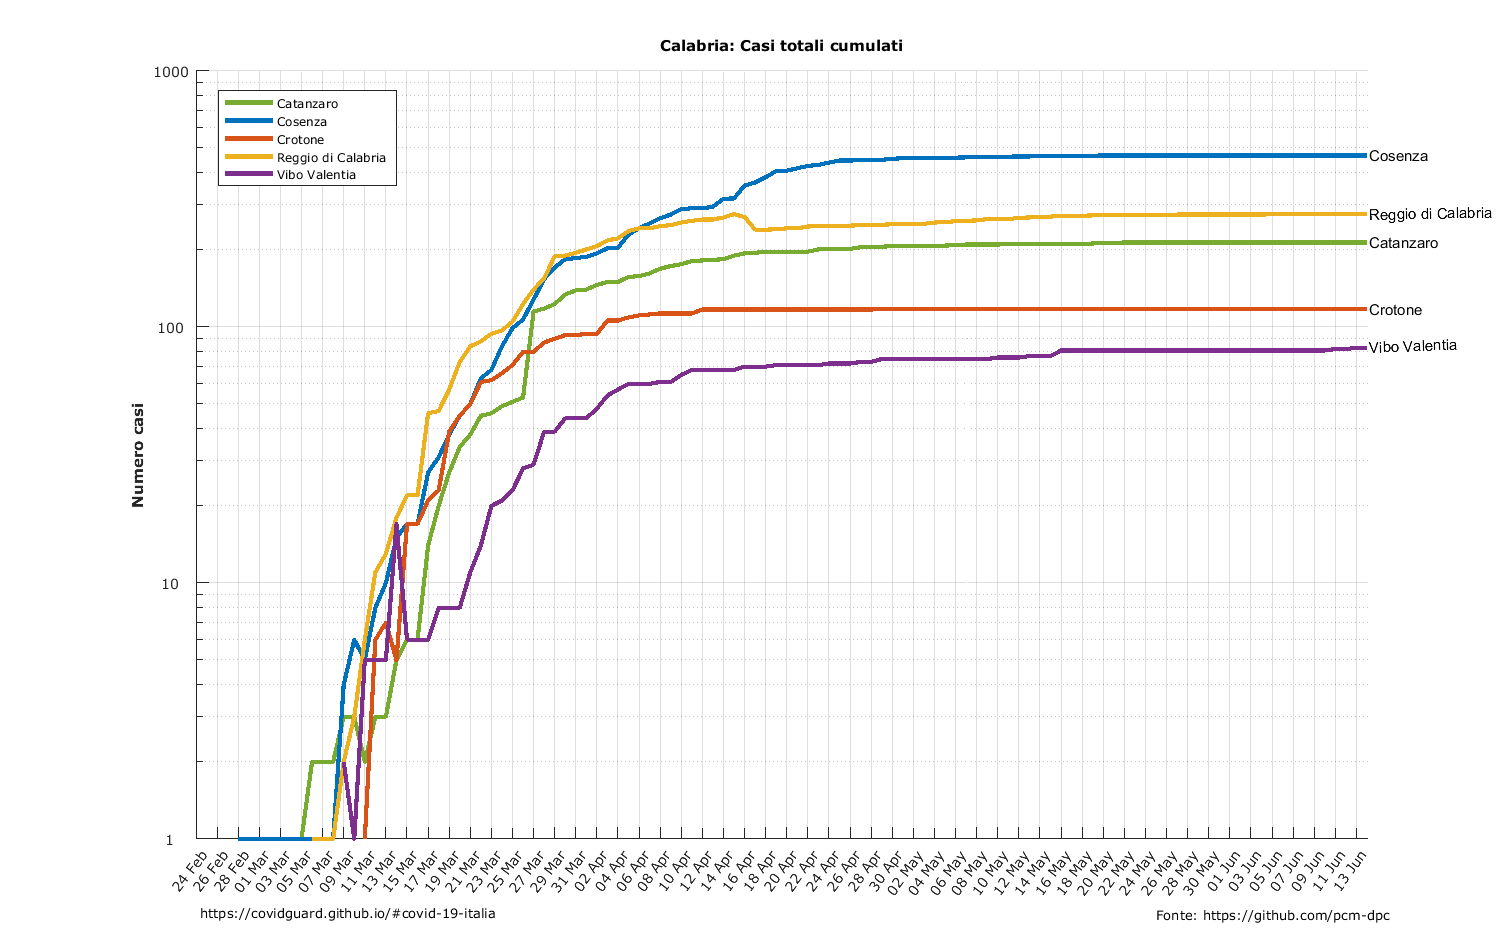 Calabria: Casi totali cumulati
1000
100
10
1
Numero casi
Catanzaro
Cosenza
Crotone
Reggio di Calabria
Vibo Valentia
Cosenza
Reggio di Calabria
Catanzaro
Crotone
Vibo Valentia
24 Feb
26 Feb
28 Feb
01 Mar
03 Mar
05 Mar
07 Mar
09 Mar
11 Mar
13 Mar
15 Mar
17 Mar
19 Mar
21 Mar
23 Mar
25 Mar
27 Mar
29 Mar
31 Mar
02 Apr
04 Apr
06 Apr
08 Apr
10 Apr
12 Apr
14 Apr
16 Apr
18 Apr
20 Apr
22 Apr
24 Apr
26 Apr
28 Apr
30 Apr
02 May
04 May
06 May
08 May
10 May
12 May
14 May
16 May
18 May
20 May
22 May
24 May
26 May
28 May
30 May
01 Jun
03 Jun
05 Jun
07 Jun
09 Jun
11 Jun
13 Jun
https://covidguard.github.io/#covid-19-italia
Fonte: https://github.com/pcm-dpc